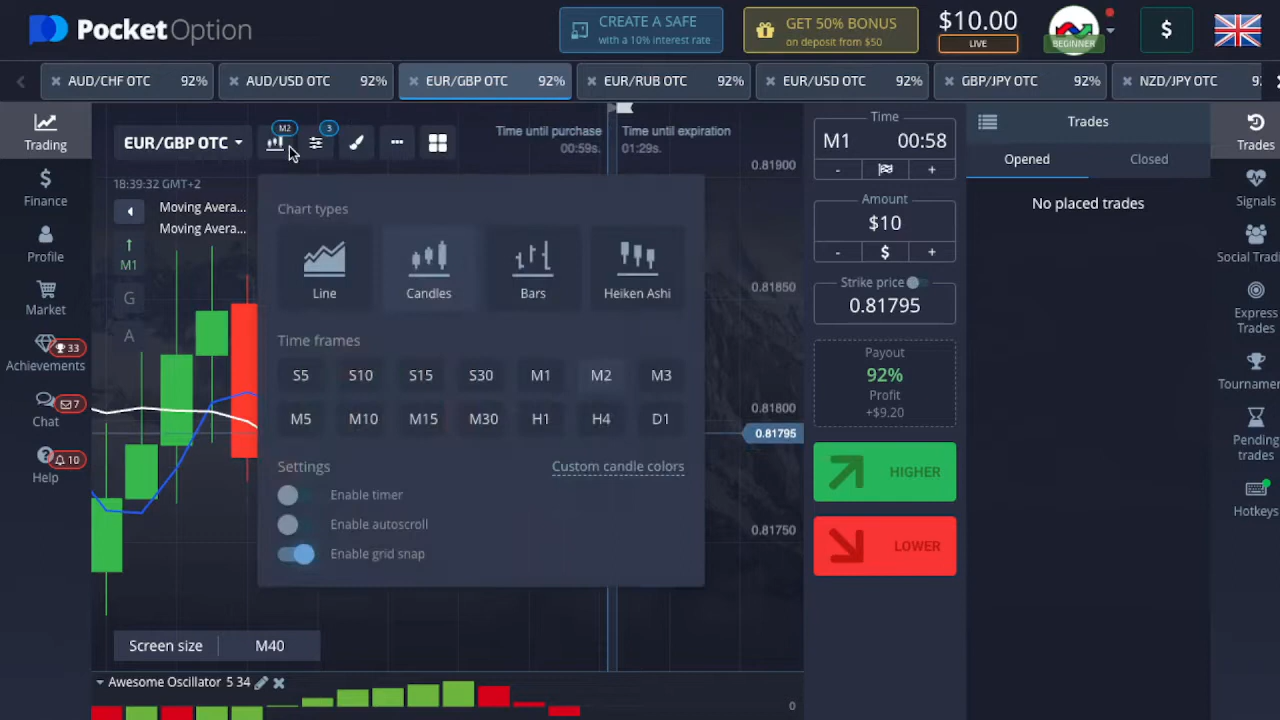 PocketOption
CREATE A SAFE
with a 10% interest rate
GET 50% BONUS
on deposit from $50
$10.00
LIVE
BEGINNER
$
AUD/CHF OTC 92%
AUD/USD OTC 92%
EUR/GBP OTC 92%
EUR/RUB OTC 92%
EUR/USD OTC 92%
GBP/JPY OTC 92%
NZD/JPY OTC 92
Trading
Finance
Profile
Market
33
Achievements
7
Chat
10
Help
EUR/GBP OTC
M2
3
Time until purchase
00:59s.
Time until expiration
01:29s.
18:39:32 GMT+2
Moving Avera...
Moving Avera...
M1
G
A
Chart types
Line
Candles
Bars
Heiken Ashi
Time frames
S5 S10 S15 S30 M1 M2 M3
M5 M10 M15 M30 H1 H4 D1
Settings
Custom candle colors
Enable timer
Enable autoscroll
Enable grid snap
0.81900
0.81850
0.81800
0.81795
0.81750
Screen size M40
Awesome Oscillator 5 34
0
Time
M1 00:58
- +
Amount
$10
- $ +
Strike price
0.81795
Payout
92%
Profit
+$9.20
HIGHER
LOWER
Trades
Opened
Closed
No placed trades
Trades
Signals
Social Tradi
Express
Trades
Tournamen
Pending
trades
Hotkeys